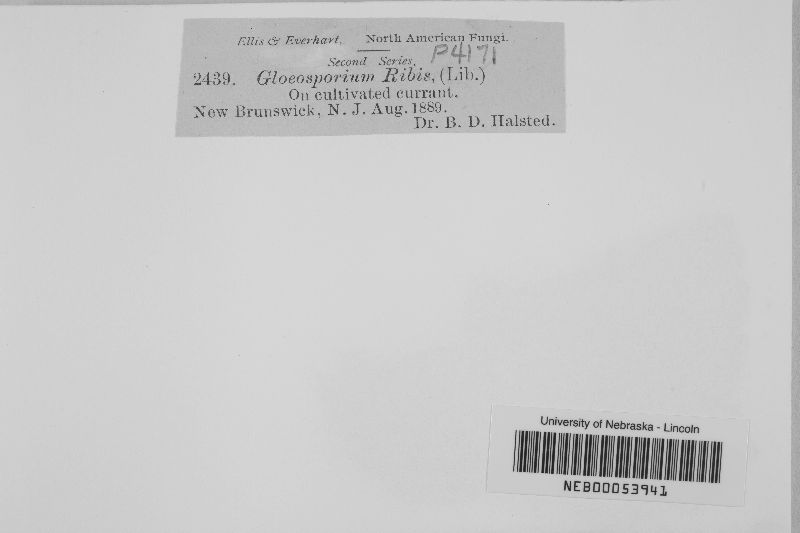 Ellis & Everhart, North American Fungi.
Second Series, P4171
2439. Gloeosporium Ribis, (Lib.)
On cultivated currant.
New Brunswick, N. J. Aug. 1889.
Dr. B. D. Halsted.
University of Nebraska - Lincoln
NEB00053941